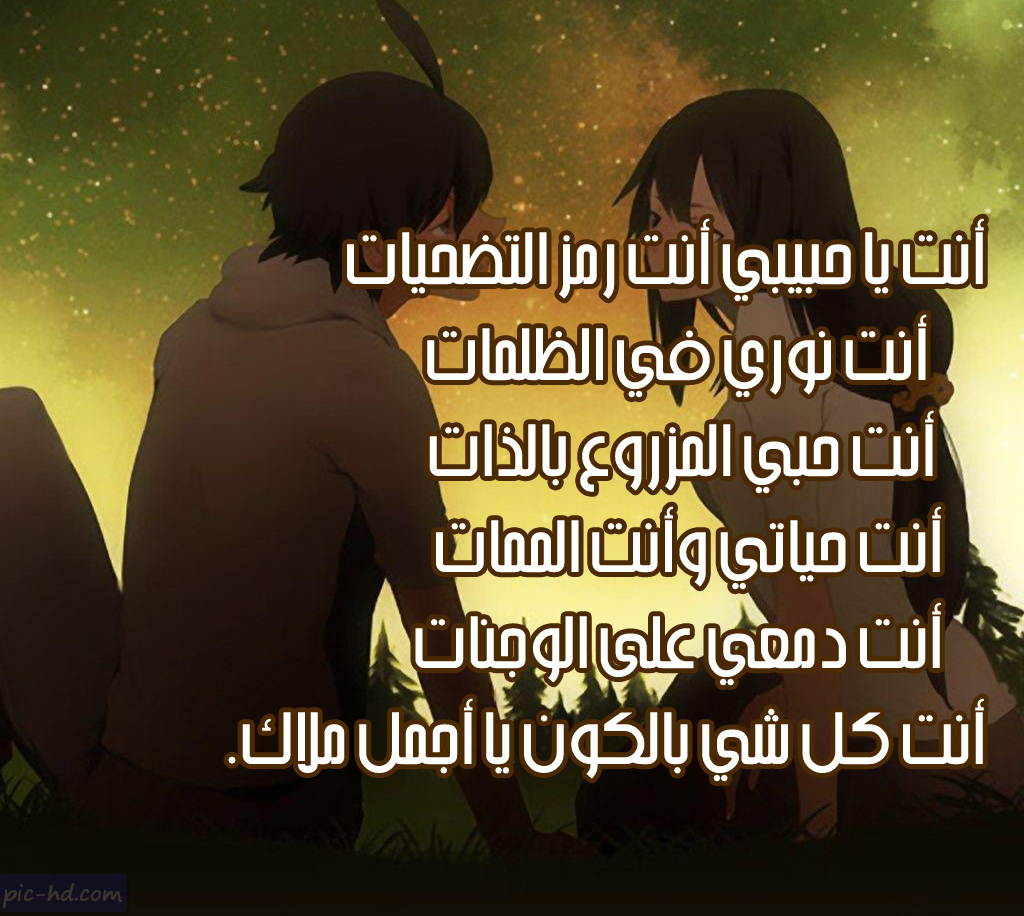 أنت يا حبيبي أنت رمز التضحيات
أنت نوري في الظلمات
أنت حبي المزروع بالذات
أنت حياتي وأنت الممات
أنت دمعي على الوجنات
أنت كل شي بالكون يا أجمل ملاك.
pic-hd.com